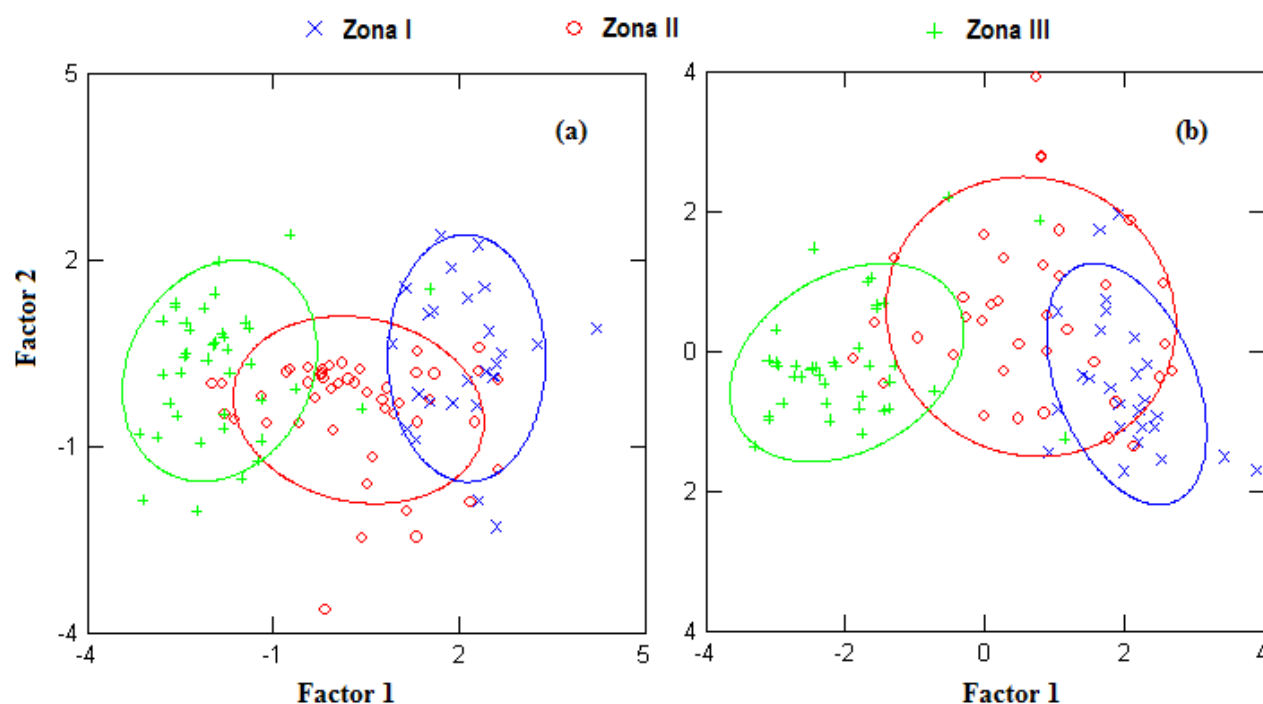 Zona I Zona II Zona III
(a)
5
2
-1
-4
-4 -1 2 5
Factor 2
Factor 1
(b)
4
2
0
2
4
-4 -2 0 2 4
Factor 1